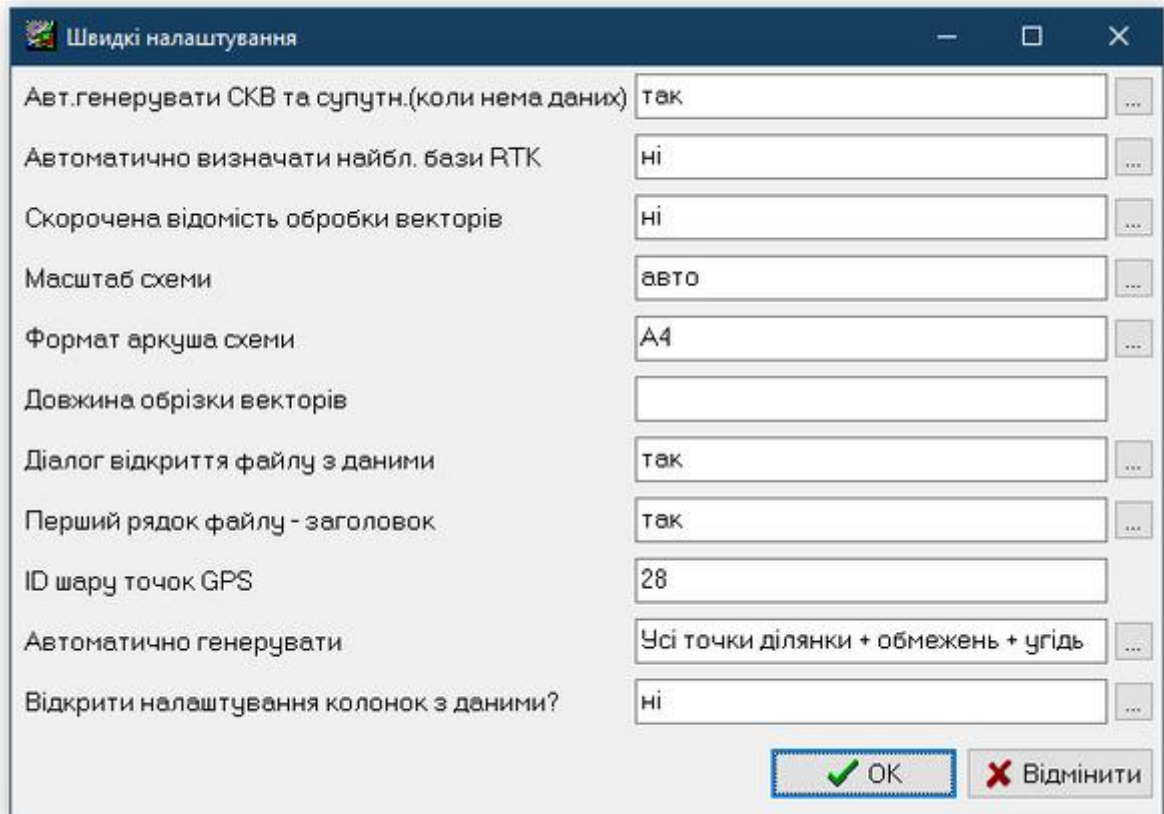 Швидкі налаштування
Авт.генерувати СКВ та супутн.(коли нема даних) так ...
Автоматично визначати найбл. бази RTK ні ...
Скорочена відомість обробки векторів ні ...
Масштаб схеми авто ...
Формат аркуша схеми А4 ...
Довжина обрізки векторів
Діалог відкриття файлу з даними так ...
Перший рядок файлу - заголовок так ...
ID шару точок GPS 28
Автоматично генерувати Усі точки ділянки + обмежень + угідь ...
Відкрити налаштування колонок з даними? ні ...
OK Відмінити